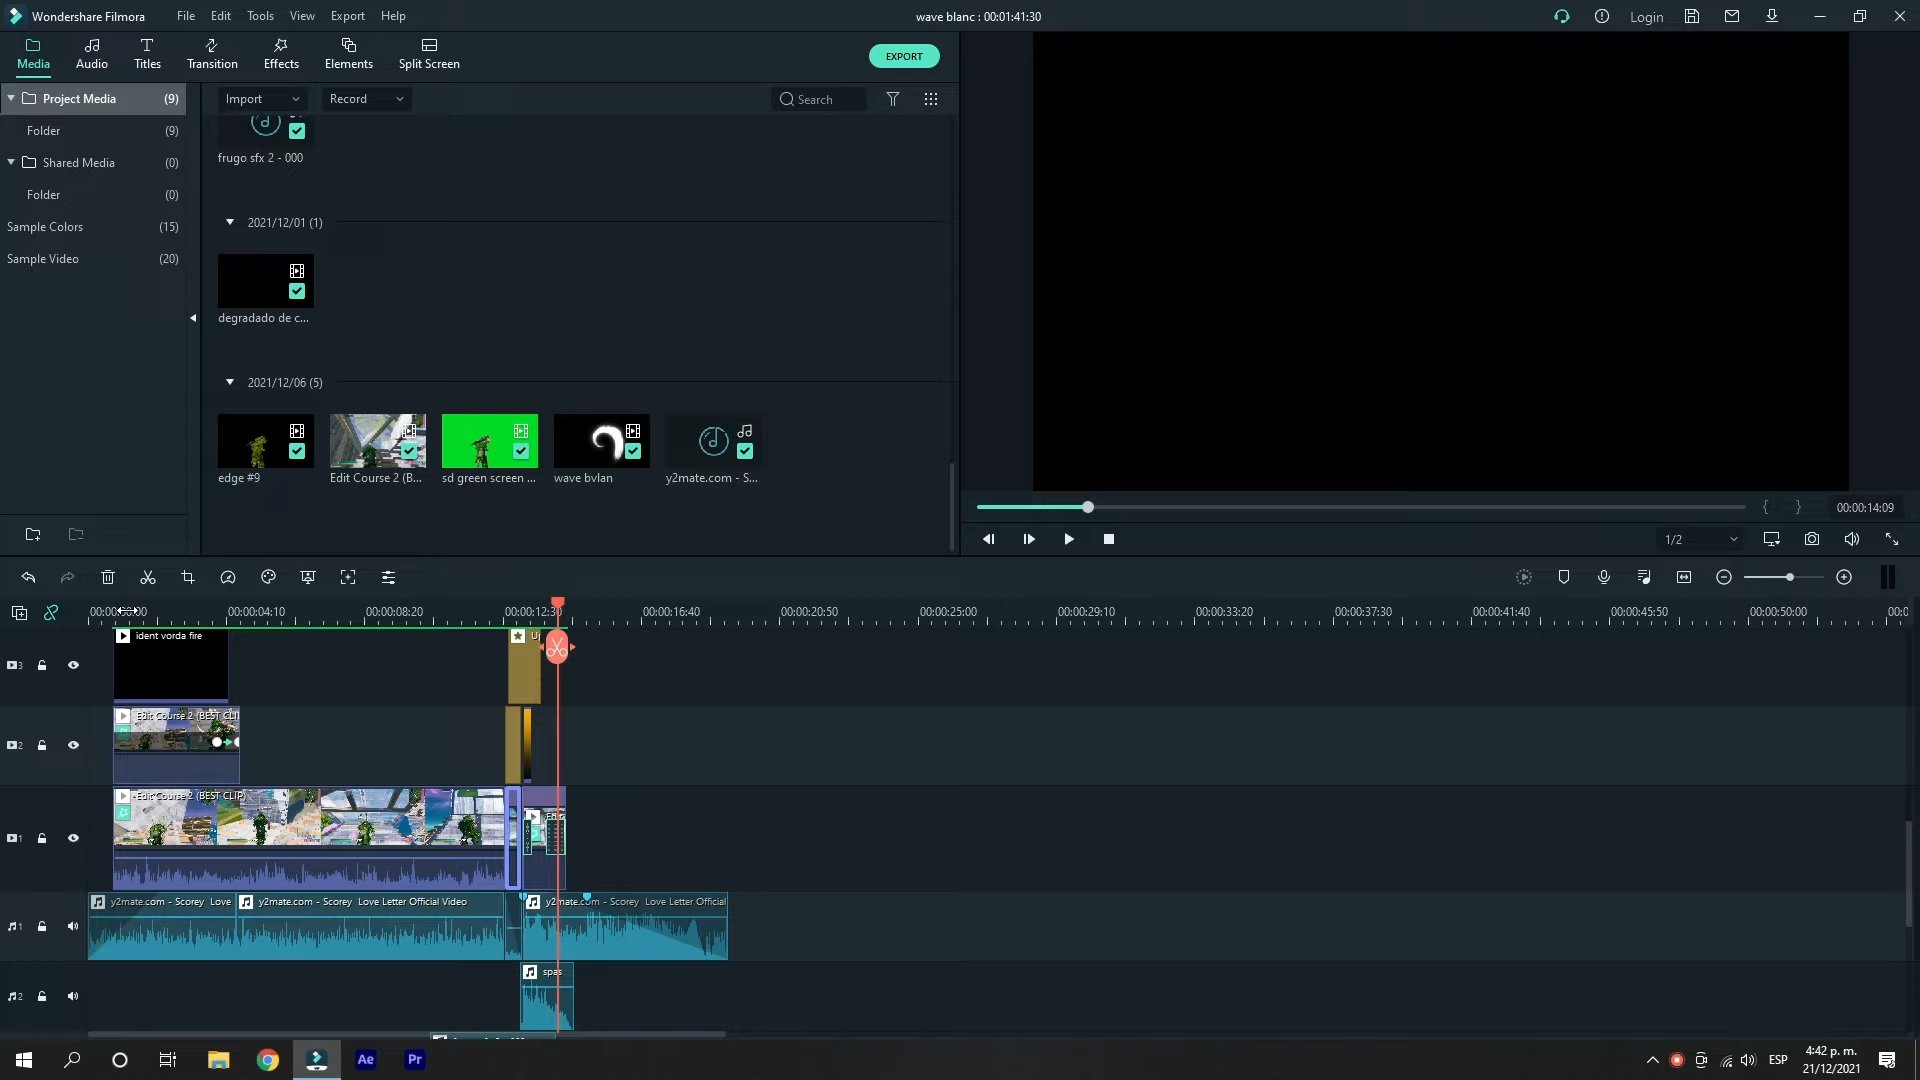 Wondershare Filmora
File Edit Tools View Export Help
wave blanc : 00:01:41:30
Login
Media Audio Titles Transition Effects Elements Split Screen
EXPORT
Project Media (9)
Folder (9)
Shared Media (0)
Folder (0)
Sample Colors (15)
Sample Video (20)
Import Record Search
frugo sfx 2 - 000
2021/12/01 (1)
degradado de c...
2021/12/06 (5)
edge #9 Edit Course 2 (B... sd green screen ... wave bvlan y2mate.com - S...
00:00:14:09
1/2
00:00:04:10 00:00:08:20 00:00:12:30 00:00:16:40 00:00:20:50 00:00:25:00 00:00:29:10 00:00:33:20 00:00:37:30 00:00:41:40 00:00:45:50 00:00:50:00
3 ident vorda fire
2 Edit Course 2 (BEST CLI
1 Edit Course 2 (BEST CLIP)
1 y2mate.com - Scorey Love y2mate.com - Scorey Love Letter Official Video y2mate.com - Scorey Love Letter Official
2 spas
Ae Pr
ESP
4:42 p. m.
21/12/2021